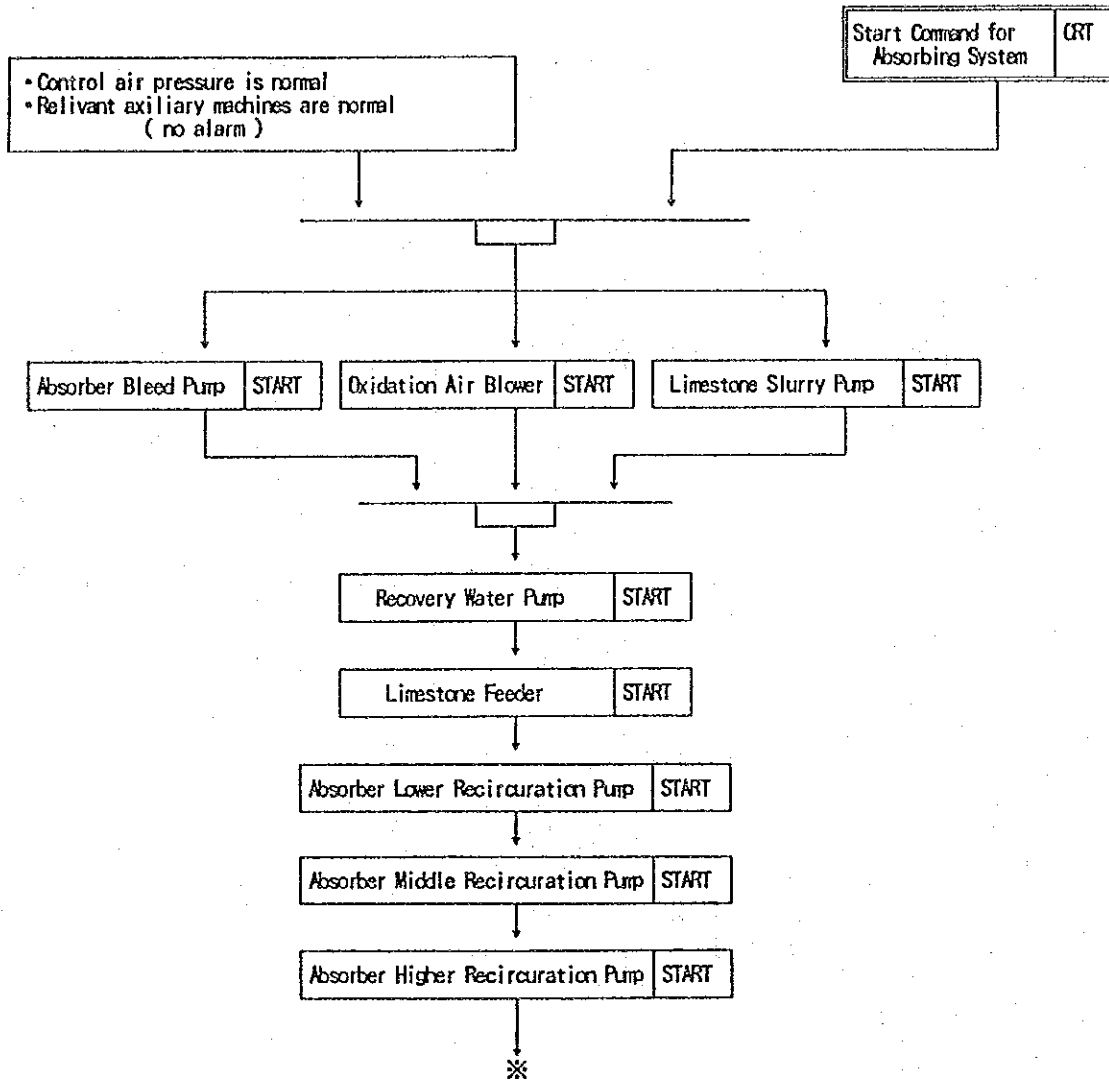 Start Command for CRT
Absorbing System
・Control air pressure is normal
・Relivant axiliary machines are normal
( no alarm )
Absorber Bleed Pump START
Oxidation Air Blower START
Limestone Slurry Pump START
Recovery Water Pump START
Limestone Feeder START
Absorber Lower Recircuration Pump START
Absorber Middle Recircuration Pump START
Absorber Higher Recircuration Pump START
※